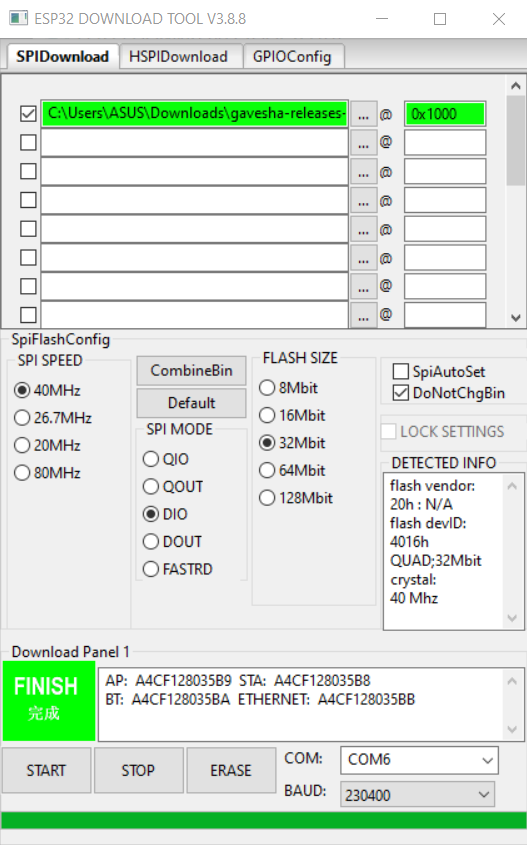 ESP32 DOWNLOAD TOOL V3.8.8
SPIDownload HSPIDownload GPIOConfig
C:\Users\ASUS\Downloads\gavesha-releases- ... @ 0x1000
... @
... @
... @
... @
... @
... @
... @
SpiFlashConfig
SPI SPEED
40MHz
26.7MHz
20MHz
80MHz
CombineBin
Default
SPI MODE
QIO
QOUT
DIO
DOUT
FASTRD
FLASH SIZE
8Mbit
16Mbit
32Mbit
64Mbit
128Mbit
SpiAutoSet
DoNotChgBin
LOCK SETTINGS
DETECTED INFO
flash vendor:
20h : N/A
flash devID:
4016h
QUAD;32Mbit
crystal:
40 Mhz
Download Panel 1
FINISH
完成
AP: A4CF128035B9 STA: A4CF128035B8
BT: A4CF128035BA ETHERNET: A4CF128035BB
START STOP ERASE
COM: COM6
BAUD: 230400